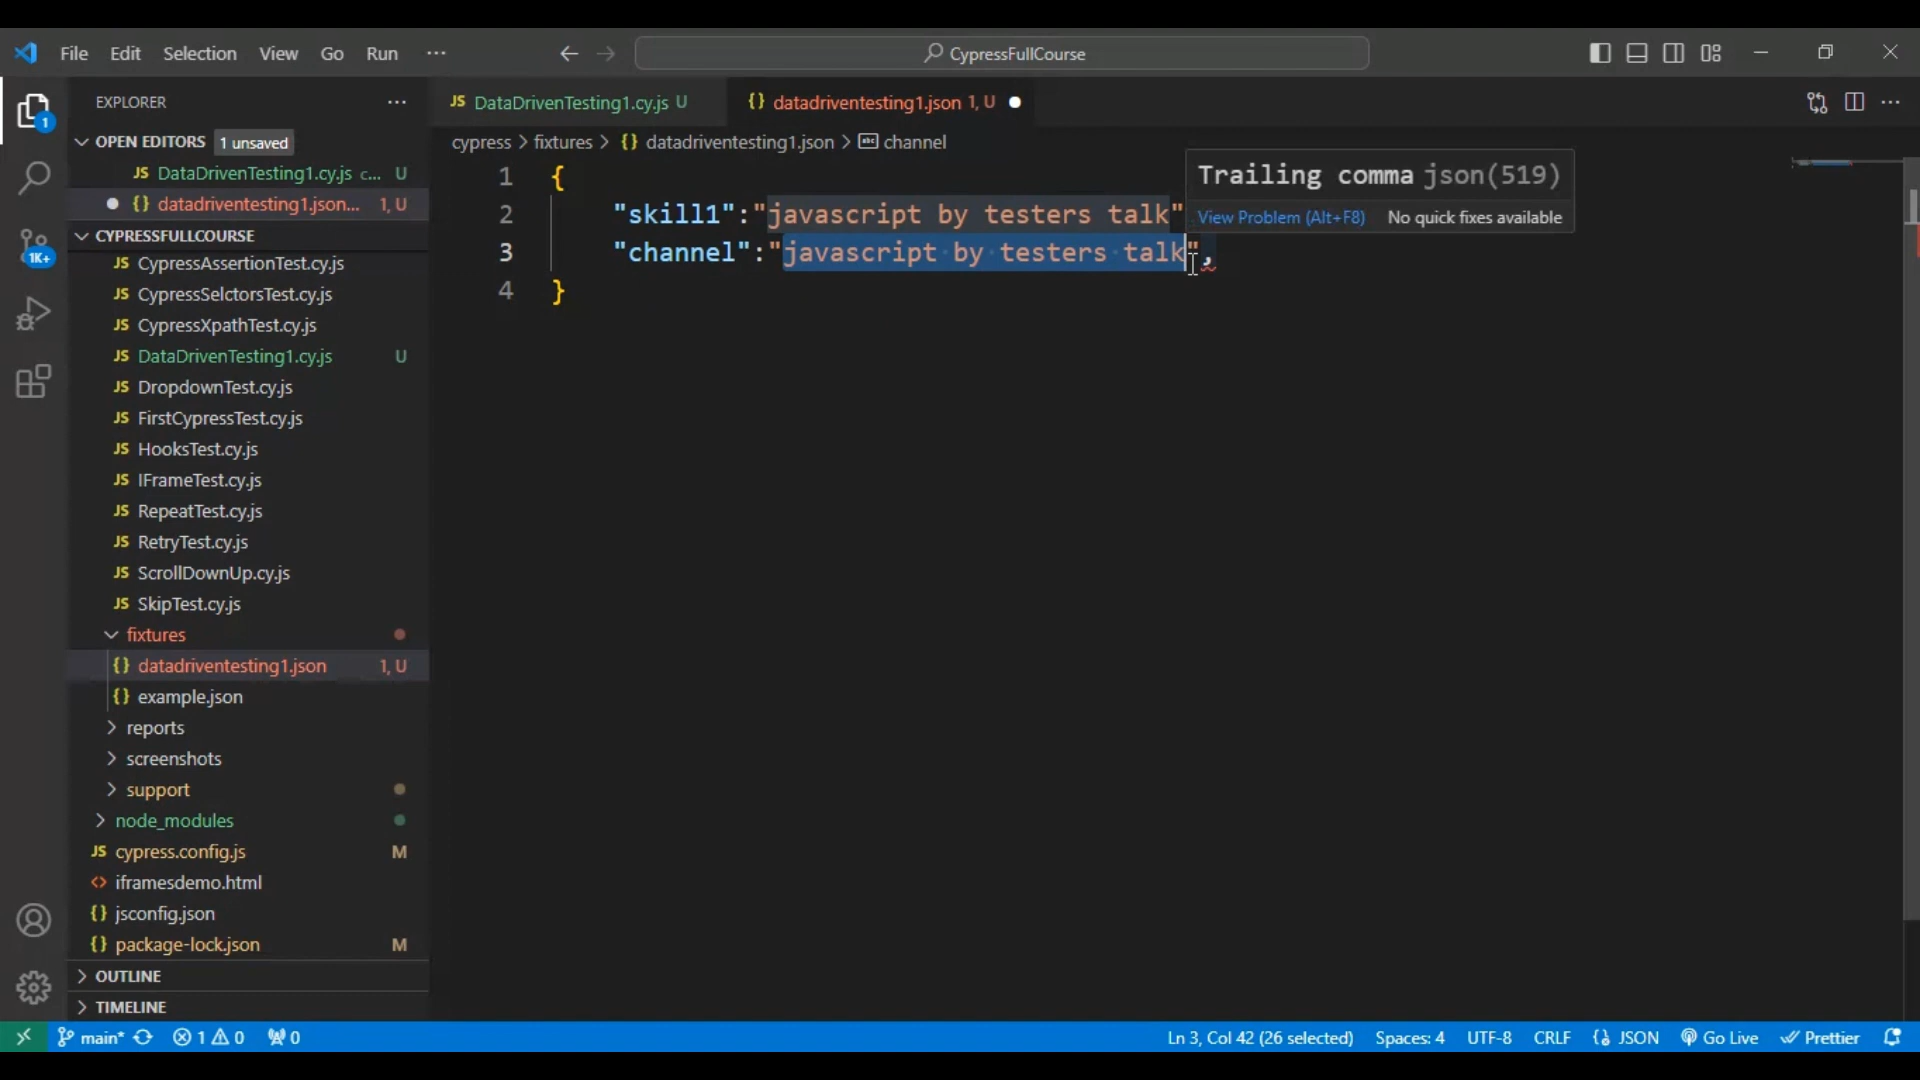 File Edit Selection View Go Run ···
CypressFullCourse
EXPLORER
OPEN EDITORS 1 unsaved
JS DataDrivenTesting1.cy.js c... U
{} datadriventesting1.json... 1, U
CYPRESSFULLCOURSE
JS CypressAssertionTest.cy.js
JS CypressSelctorsTest.cy.js
JS CypressXpathTest.cy.js
JS DataDrivenTesting1.cy.js U
JS DropdownTest.cy.js
JS FirstCypressTest.cy.js
JS HooksTest.cy.js
JS IFrameTest.cy.js
JS RepeatTest.cy.js
JS RetryTest.cy.js
JS ScrollDownUp.cy.js
JS SkipTest.cy.js
fixtures
{} datadriventesting1.json 1, U
{} example.json
reports
screenshots
support
node_modules
JS cypress.config.js M
<> iframesdemo.html
{} jsconfig.json
{} package-lock.json M
OUTLINE
TIMELINE
1
1K+
JS DataDrivenTesting1.cy.js U
{} datadriventesting1.json 1, U
cypress > fixtures > {} datadriventesting1.json > abc channel
1 {
2 "skill1":"javascript by testers talk"
3 "channel":"javascript by testers talk",
4 }
Trailing comma json(519)
View Problem (Alt+F8) No quick fixes available
main* 1 0 0
Ln 3, Col 42 (26 selected) Spaces: 4 UTF-8 CRLF {} JSON Go Live Prettier